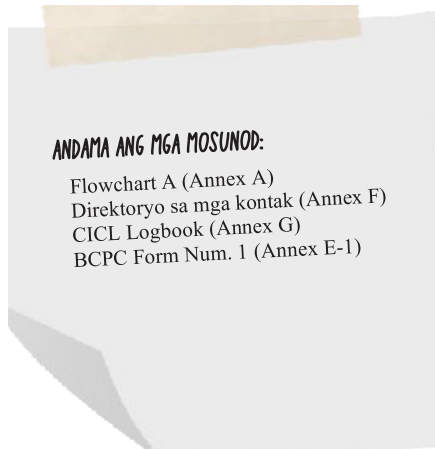 ANDAMA ANG MGA MOSUNOD:
Flowchart A (Annex A)
Direktoryo sa mga kontak (Annex F)
CICL Logbook (Annex G)
BCPC Form Num. 1 (Annex E-1)